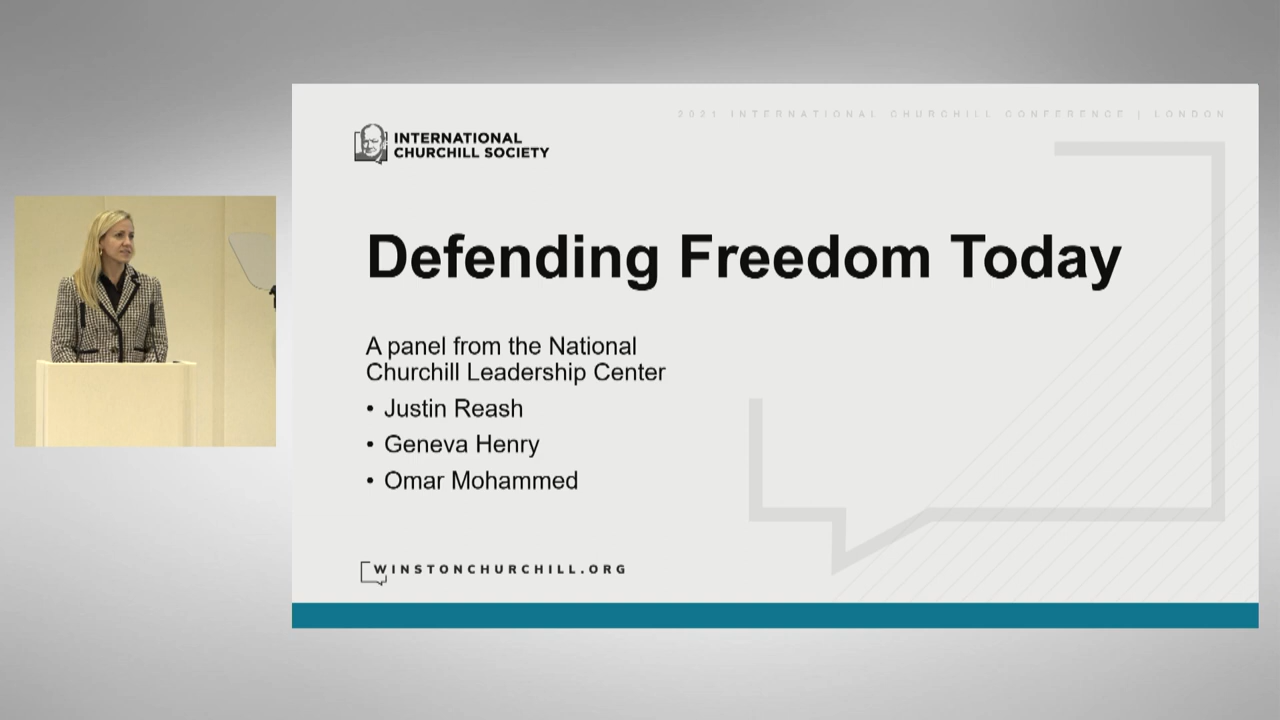 2021 INTERNATIONAL CHURCHILL CONFERENCE | LONDON
INTERNATIONAL
CHURCHILL SOCIETY
Defending Freedom Today
A panel from the National
Churchill Leadership Center
• Justin Reash
• Geneva Henry
• Omar Mohammed
WINSTONCHURCHILL.ORG